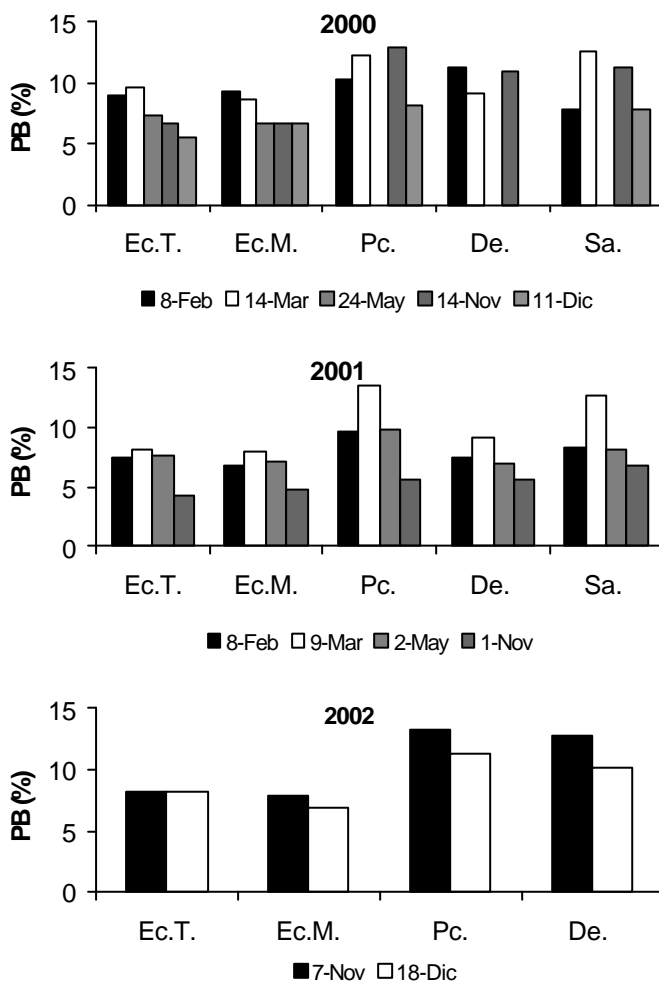 2000
PB (%)
15
10
5
0
Ec.T. Ec.M. Pc. De. Sa.
8-Feb 14-Mar 24-May 14-Nov 11-Dic
2001
PB (%)
15
10
5
0
Ec.T. Ec.M. Pc. De. Sa.
8-Feb 9-Mar 2-May 1-Nov
2002
PB (%)
15
10
5
0
Ec.T. Ec.M. Pc. De.
7-Nov 18-Dic